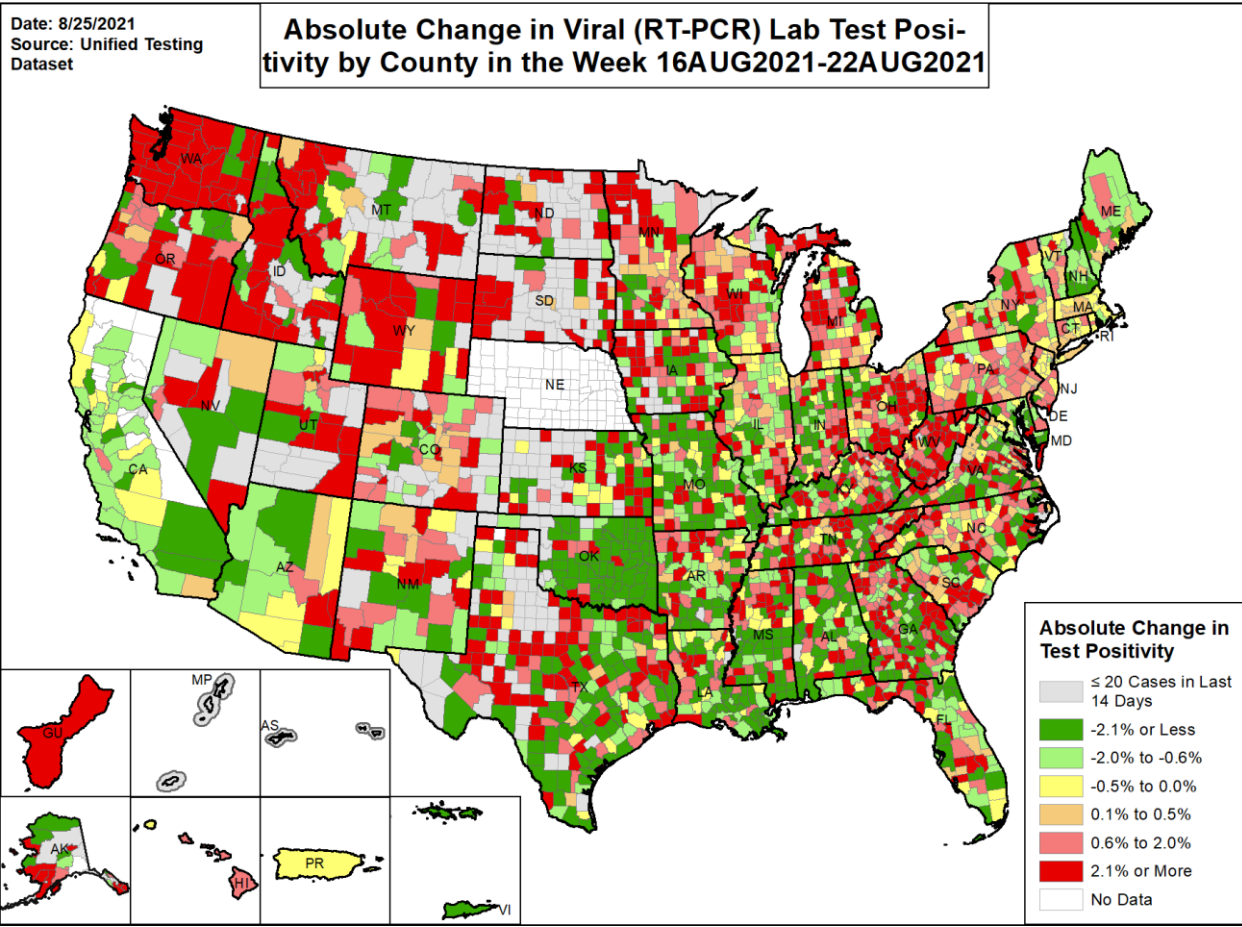 Date: 8/25/2021
Source: Unified Testing
Dataset
Absolute Change in Viral (RT-PCR) Lab Test Posi-
tivity by County in the Week 16AUG2021-22AUG2021
WA
MT
ND
MN
ME
OR
ID
SD
WI
MI
VT
NH
NY
MA
CT
RI
WY
IA
PA
NJ
NE
NV
UT
CO
IL
IN
OH
DE
MD
WV
CA
KS
MO
KY
VA
AZ
NM
OK
AR
TN
NC
SC
MS
AL
GA
TX
LA
FL
GU
MP
AS
AK
HI
PR
VI
Absolute Change in
Test Positivity
≤ 20 Cases in Last
14 Days
-2.1% or Less
-2.0% to -0.6%
-0.5% to 0.0%
0.1% to 0.5%
0.6% to 2.0%
2.1% or More
No Data